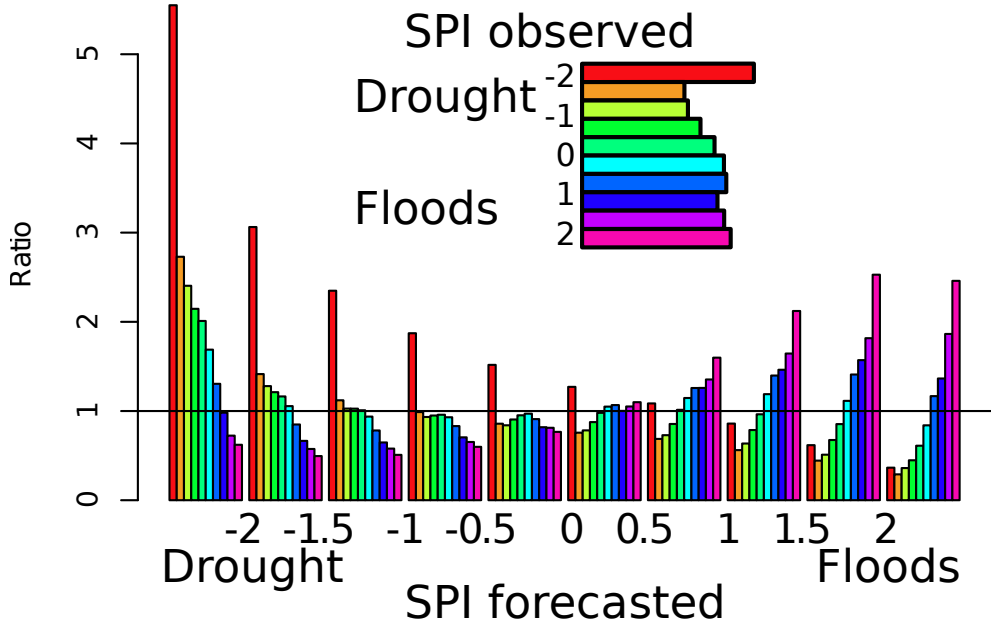 SPI observed
Drought
Floods
-2
-1
0
1
2
Ratio
5
4
3
2
1
0
-2 -1.5 -1 -0.5 0 0.5 1 1.5 2
Drought Floods
SPI forecasted